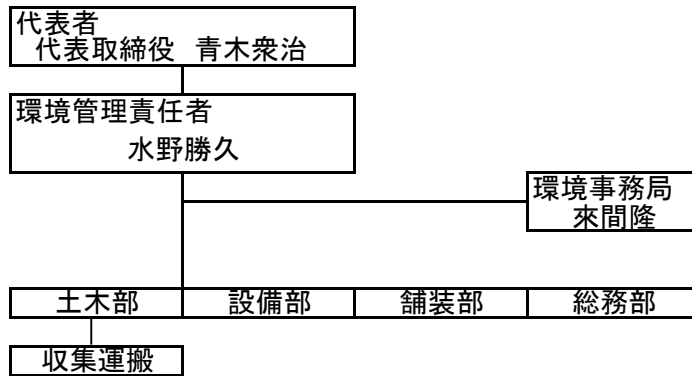 代表者
代表取締役 青木衆治
環境管理責任者
水野勝久
環境事務局
來間隆
土木部 設備部 舗装部 総務部
収集運搬